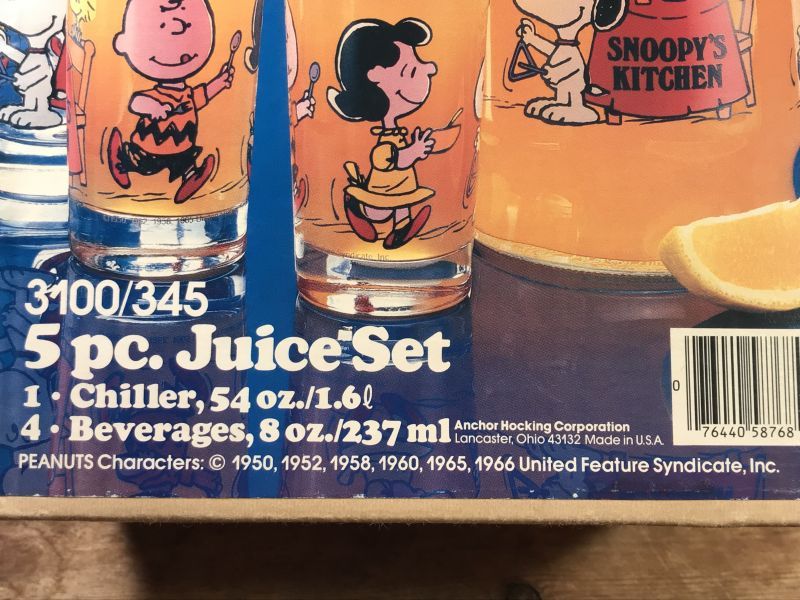 SNOOPY'S
KITCHEN
3100/345
5 pc. Juice Set
1 · Chiller, 54 oz./1.6ℓ
4 · Beverages, 8 oz./237 ml
Anchor Hocking Corporation
Lancaster, Ohio 43132 Made in U.S.A.
PEANUTS Characters: © 1950, 1952, 1958, 1960, 1965, 1966 United Feature Syndicate, Inc.
0 76440 58768